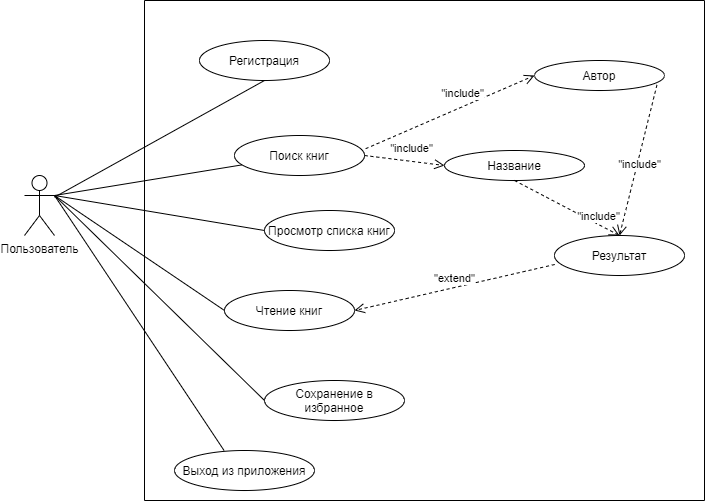 Регистрация
Автор
"include"
Поиск книг
"include"
Название
"include"
Пользователь
Просмотр списка книг
"include"
Результат
"extend"
Чтение книг
Сохранение в
избранное
Выход из приложения